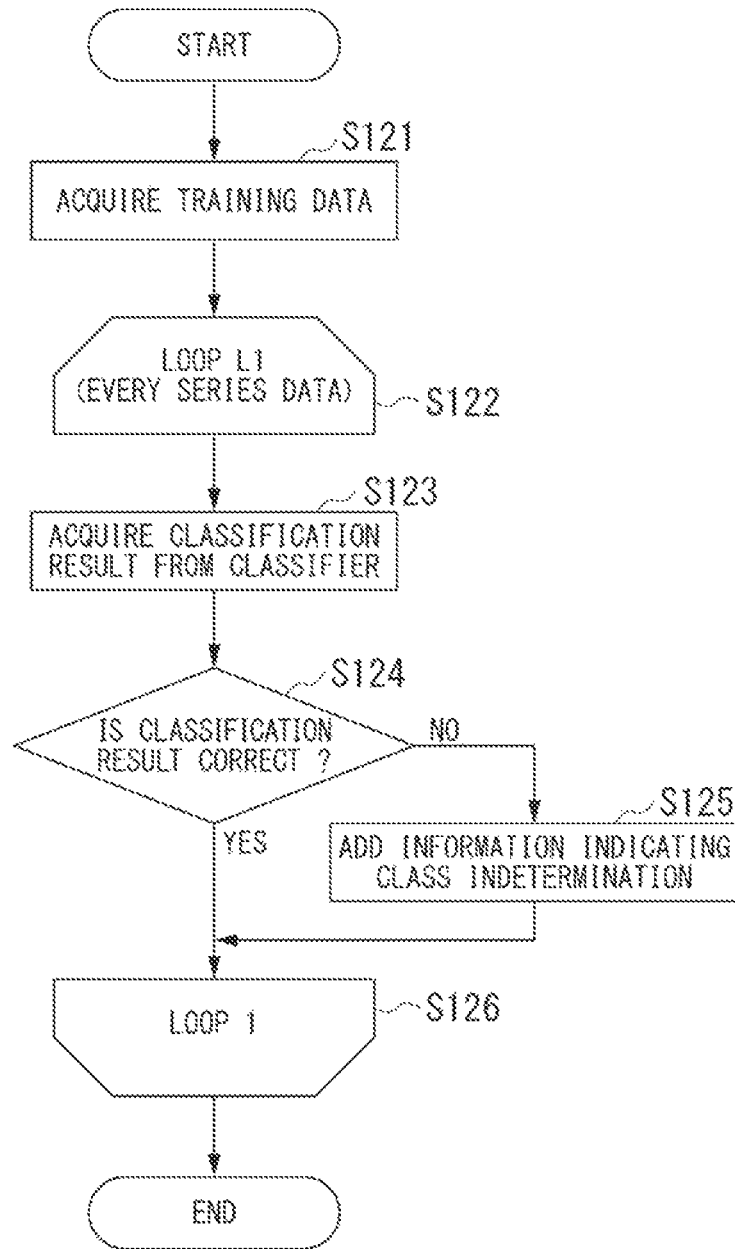 START
S121
ACQUIRE TRAINING DATA
LOOP L1
(EVERY SERIES DATA)
S122
S123
ACQUIRE CLASSIFICATION
RESULT FROM CLASSIFIER
S124
IS CLASSIFICATION
RESULT CORRECT ?
NO
YES
S125
ADD INFORMATION INDICATING
CLASS INDETERMINATION
LOOP 1
S126
END